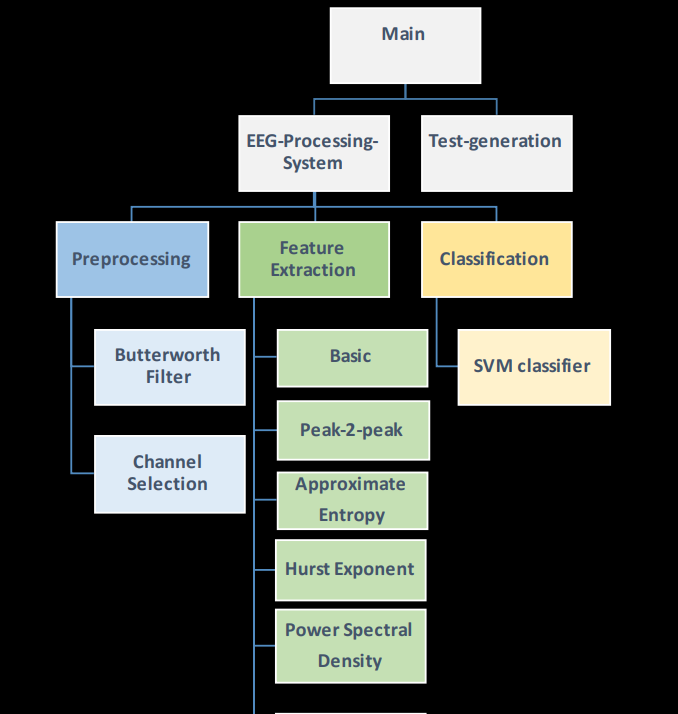 Main
EEG-Processing-
System
Test-generation
Preprocessing
Feature
Extraction
Classification
Butterworth
Filter
Channel
Selection
Basic
Peak-2-peak
Approximate
Entropy
Hurst Exponent
Power Spectral
Density
SVM classifier